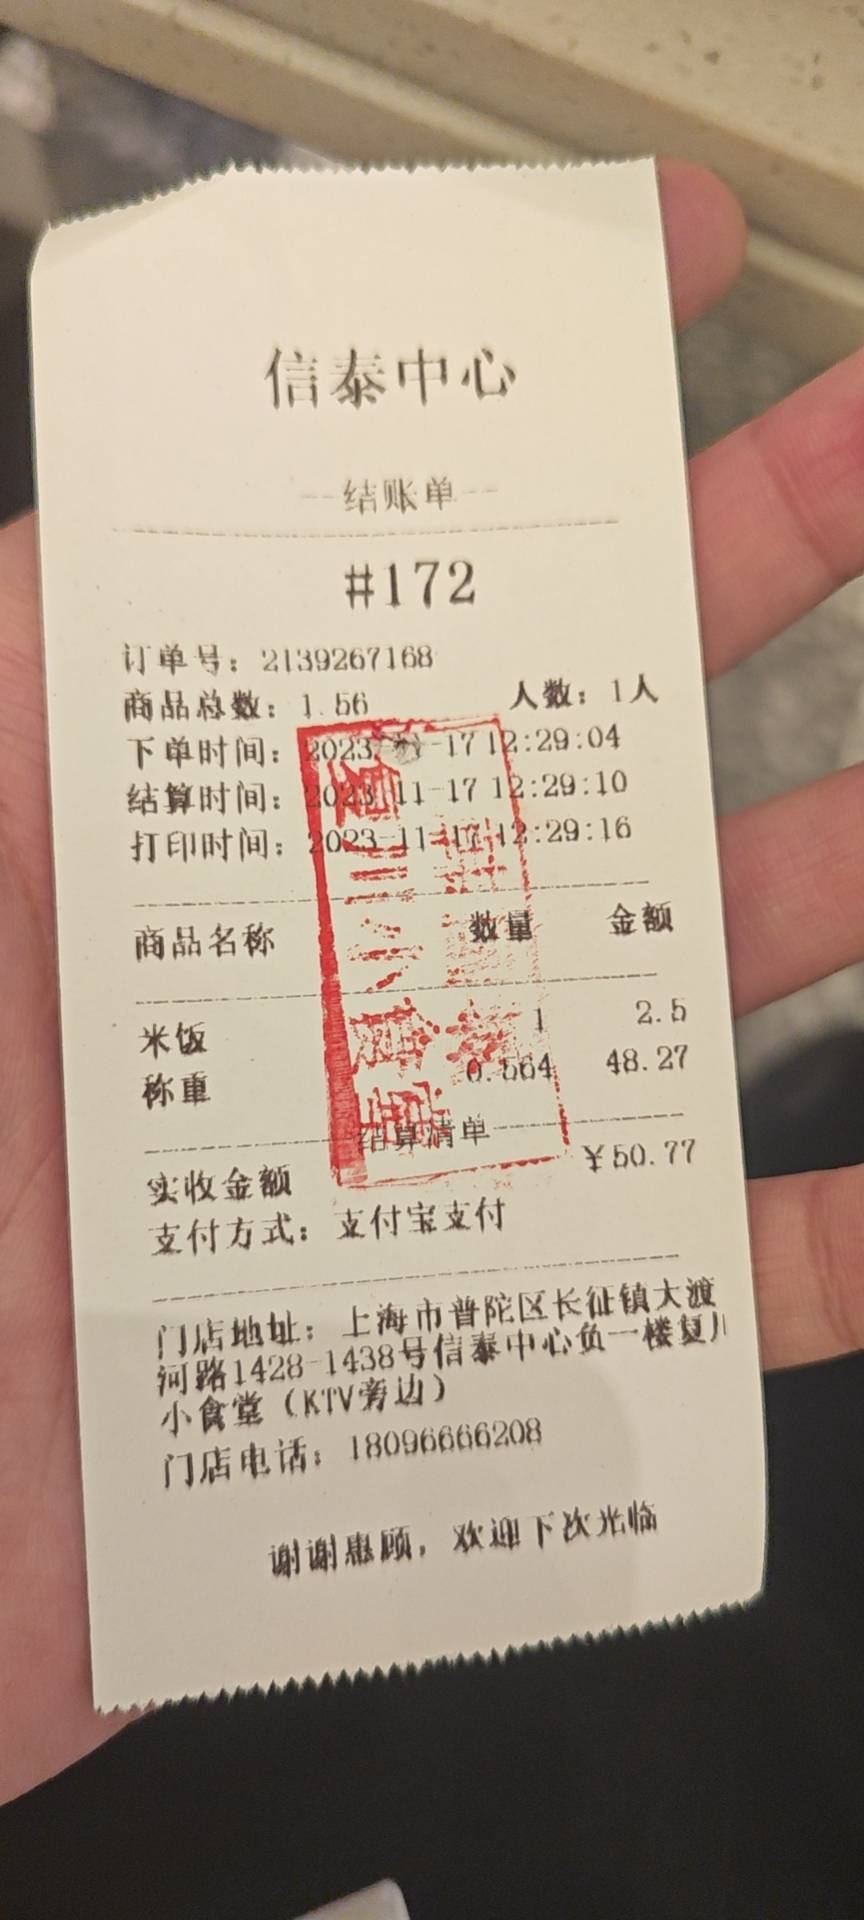 信泰中心
--结账单--
#172
订单号：2139267168
商品总数：1.56 人数：1人
下单时间：2023 -17 12:29:04
结算时间：2023-11-17 12:29:10
打印时间：2023-11-17 12:29:16
商品名称 数量 金额
米饭 1 2.5
称重 0.564 48.27
结算清单
实收金额 ¥50.77
支付方式：支付宝支付
门店地址：上海市普陀区长征镇大渡
河路1428-1438号信泰中心负一楼复川
小食堂（KTV旁边）
门店电话：18096666208
谢谢惠顾，欢迎下次光临